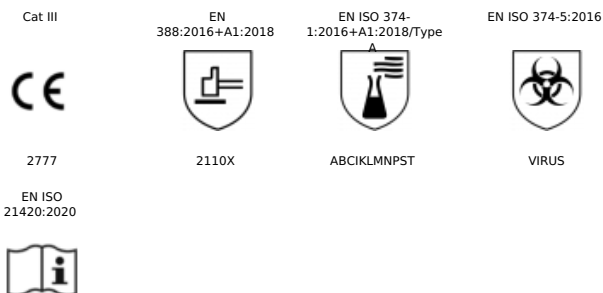 Cat III
EN
388:2016+A1:2018
EN ISO 374-
1:2016+A1:2018/Type
A
EN ISO 374-5:2016
CE
2777
2110X
ABCIKLMNPST
VIRUS
EN ISO
21420:2020
i